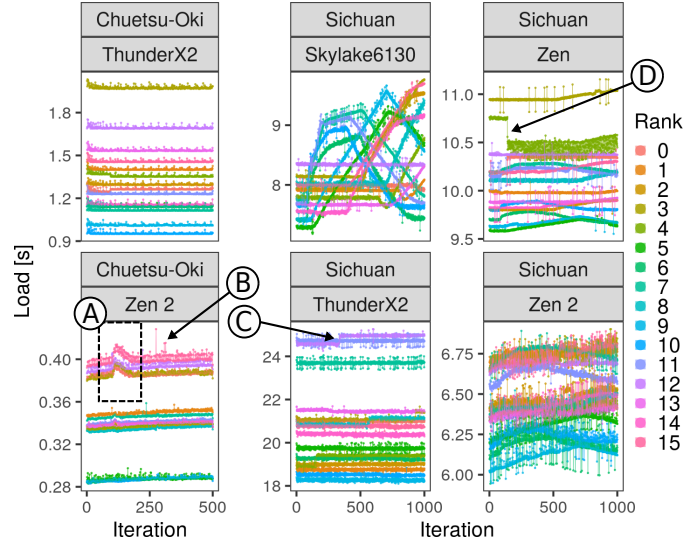 Chuetsu-Oki
Sichuan
Sichuan
ThunderX2
Skylake6130
Zen
D
1.8
1.5
1.2
0.9
9
8
11.0
10.5
10.0
9.5
Load [s]
Chuetsu-Oki
Sichuan
Sichuan
Zen 2
ThunderX2
Zen 2
A
B
C
0.40
0.36
0.32
0.28
24
22
20
18
6.75
6.50
6.25
6.00
0
250
500
0
500
1000
0
500
1000
Iteration
Iteration
Rank
0
1
2
3
4
5
6
7
8
9
10
11
12
13
14
15